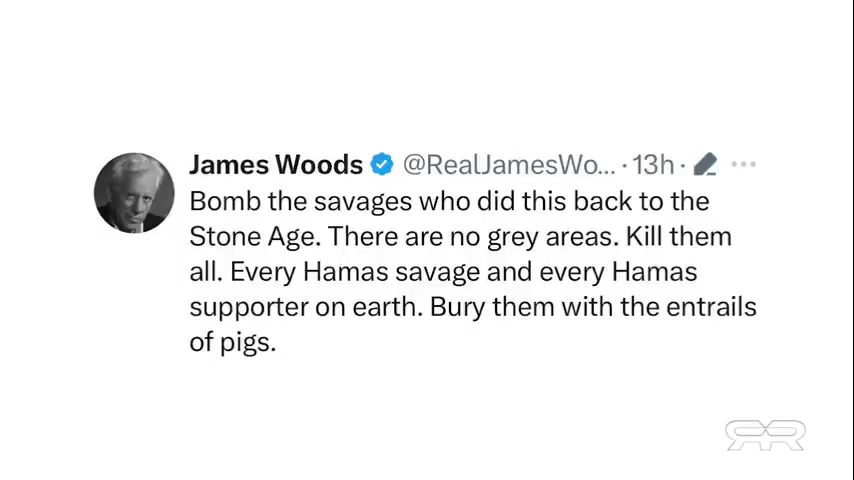 James Woods @RealJamesWo... · 13h ·
Bomb the savages who did this back to the
Stone Age. There are no grey areas. Kill them
all. Every Hamas savage and every Hamas
supporter on earth. Bury them with the entrails
of pigs.